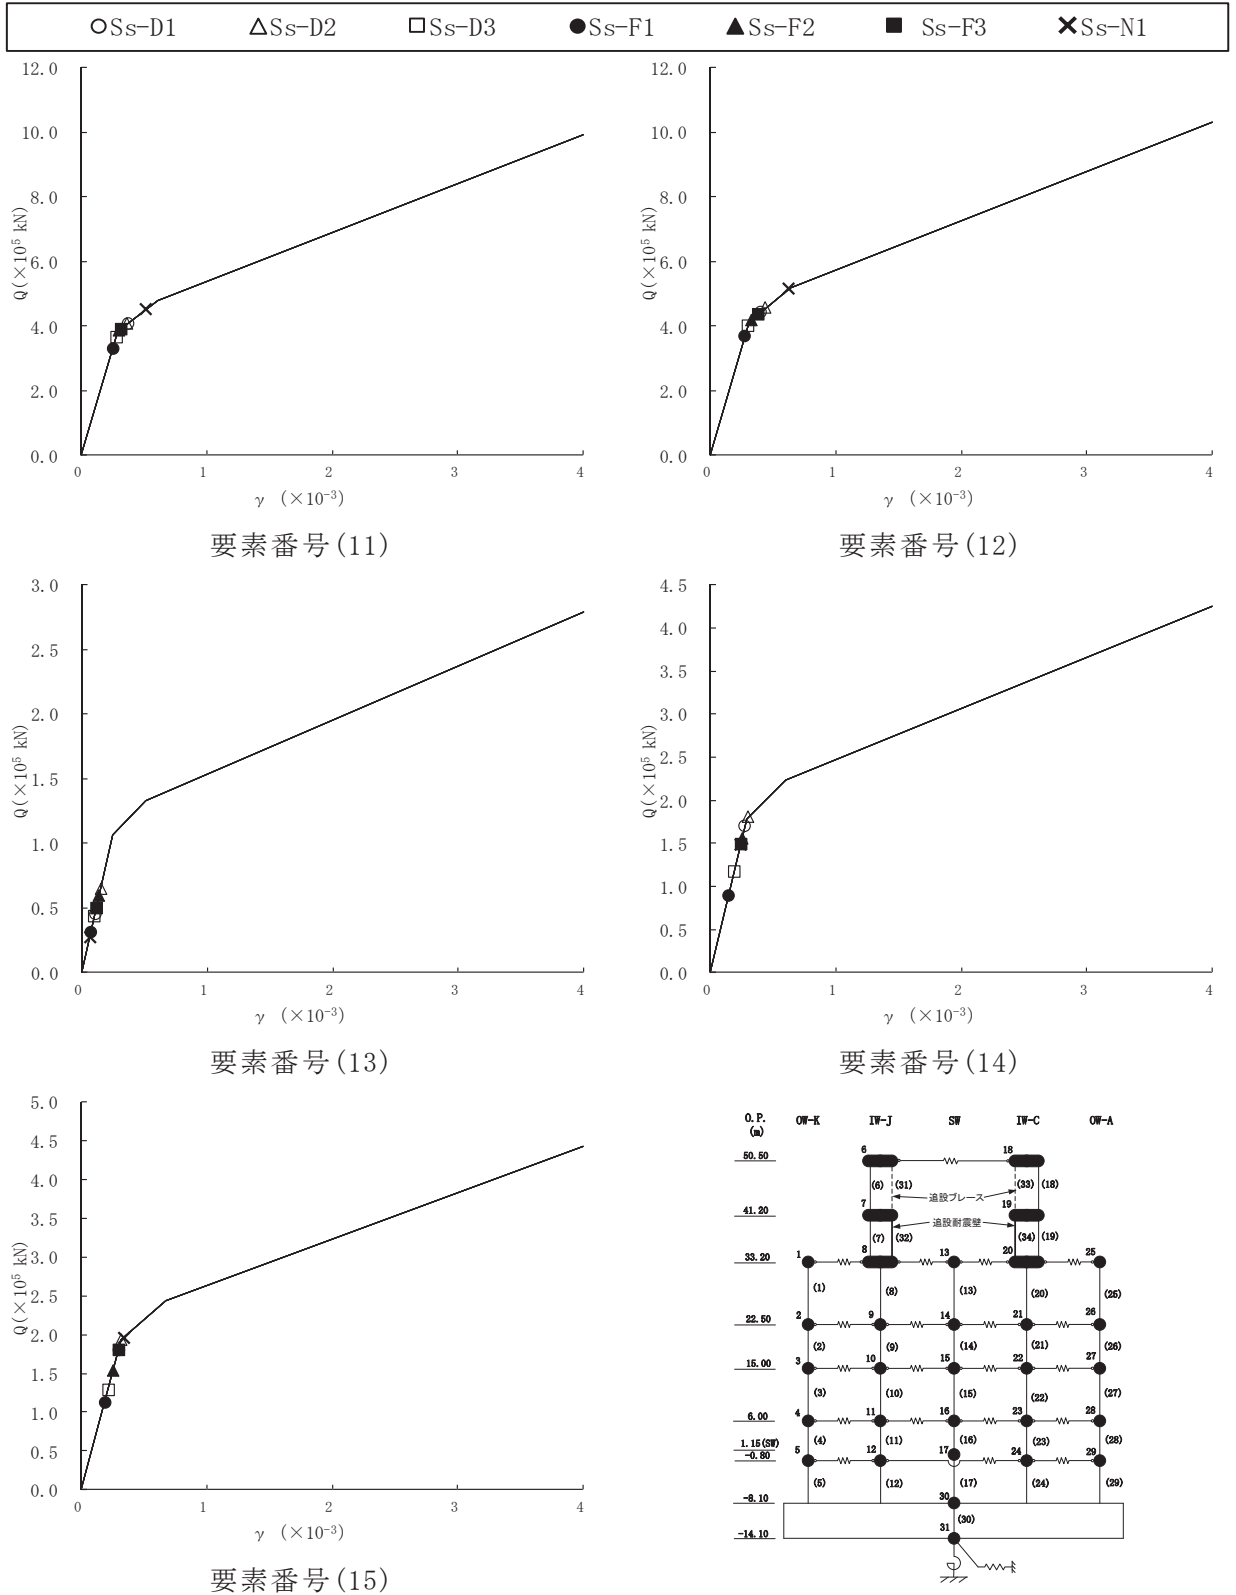 ○Ss-D1 △Ss-D2 □Ss-D3 ●Ss-F1 ▲Ss-F2 ■ Ss-F3 ×Ss-N1
12.0
10.0
8.0
6.0
4.0
2.0
0.0
Q(×10⁵ kN)
0 1 2 3 4
γ (×10⁻³)
要素番号(11)
12.0
10.0
8.0
6.0
4.0
2.0
0.0
Q(×10⁵ kN)
0 1 2 3 4
γ (×10⁻³)
要素番号(12)
3.0
2.5
2.0
1.5
1.0
0.5
0.0
Q(×10⁵ kN)
0 1 2 3 4
γ (×10⁻³)
要素番号(13)
4.5
4.0
3.5
3.0
2.5
2.0
1.5
1.0
0.5
0.0
Q(×10⁵ kN)
0 1 2 3 4
γ (×10⁻³)
要素番号(14)
5.0
4.5
4.0
3.5
3.0
2.5
2.0
1.5
1.0
0.5
0.0
Q(×10⁵ kN)
0 1 2 3 4
γ (×10⁻³)
要素番号(15)
O.P. OW-K IW-J SW IW-C OW-A
(m)
50.50 6 18
(6) (31) (33) (18)
追設ブレース
41.20 7 19
追設耐震壁
(7) (32) (34) (19)
33.20 1 8 13 20 25
(1) (8) (13) (20) (25)
22.50 2 9 14 21 26
(2) (9) (14) (21) (26)
15.00 3 10 15 22 27
(3) (10) (15) (22) (27)
6.00 4 11 16 23 28
(4) (11) (16) (23) (28)
1.15(SW) 5 12 17 24 29
-0.80
(5) (12) (17) (24) (29)
-8.10 30
(30)
-14.10 31